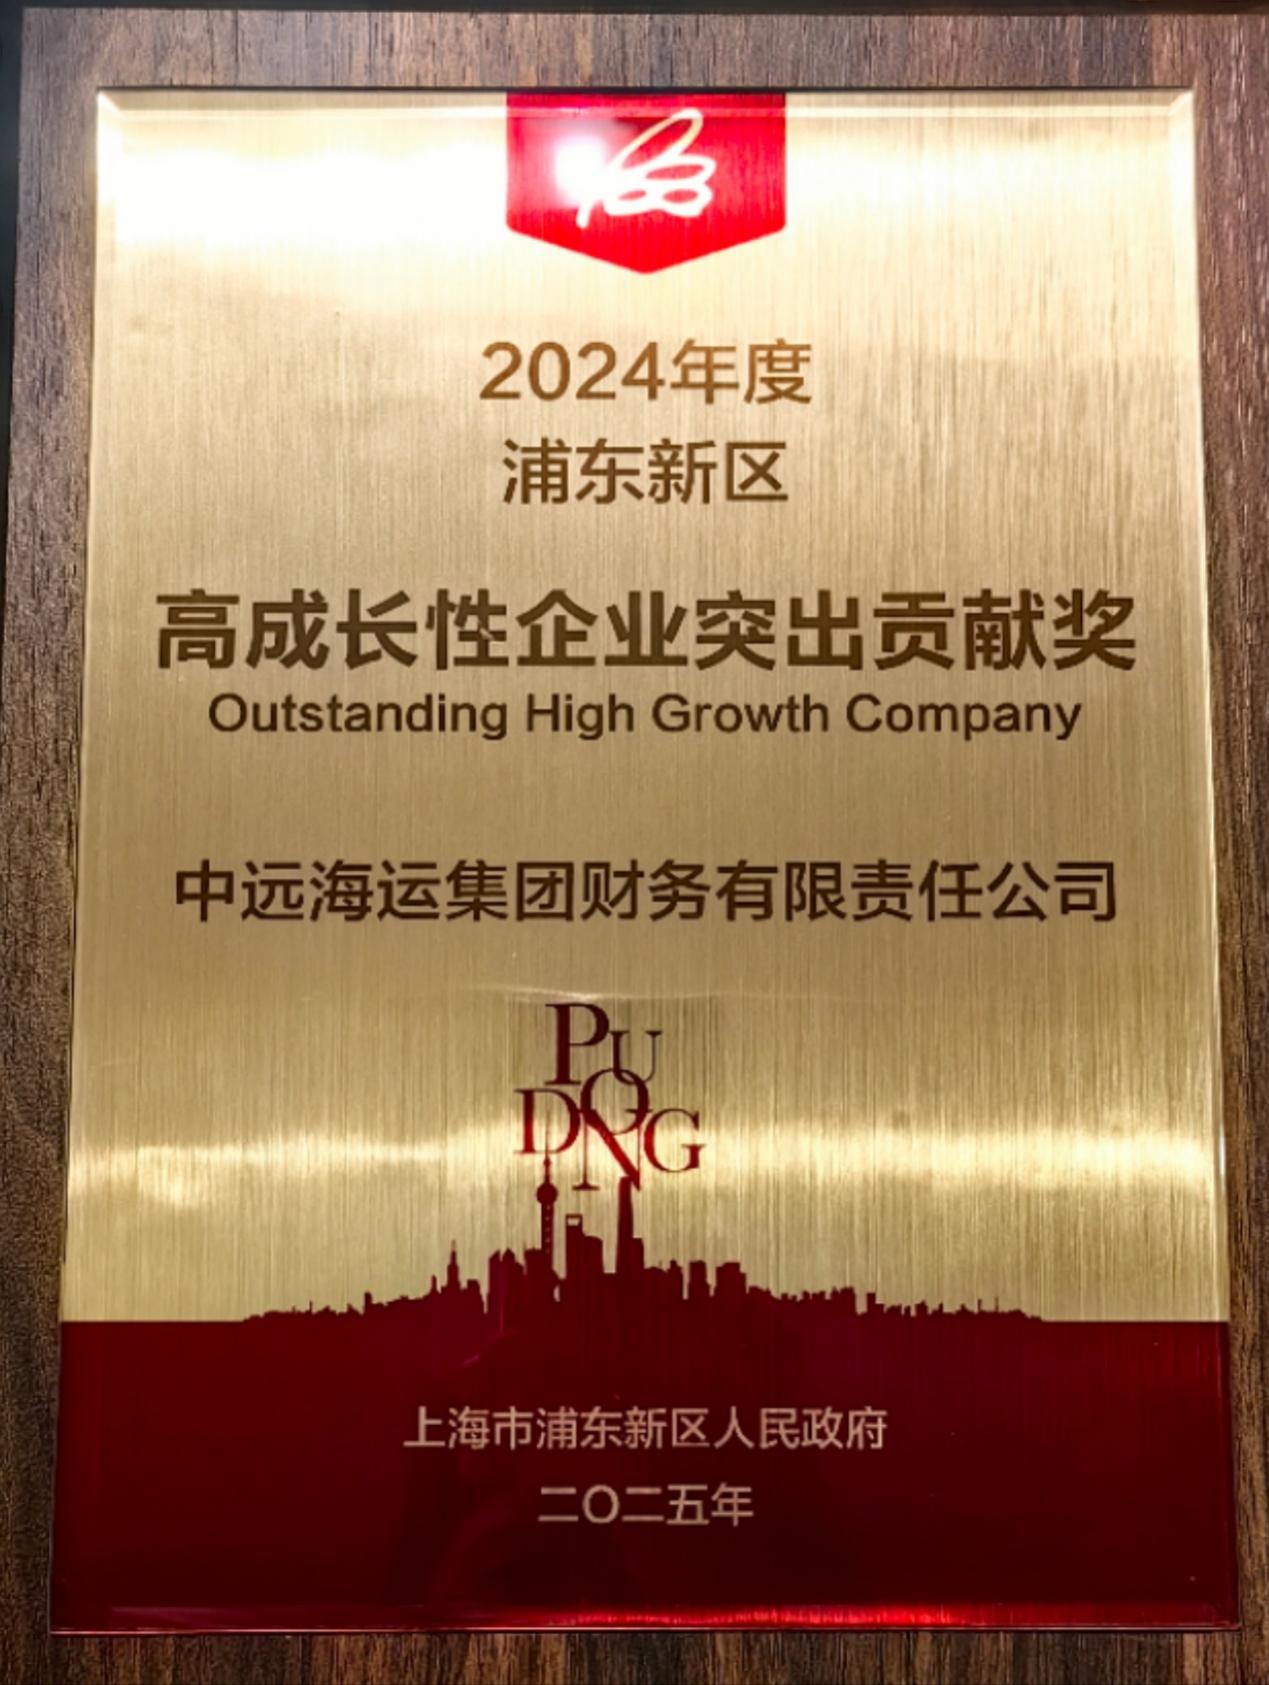 2024年度
浦东新区
高成长性企业突出贡献奖
Outstanding High Growth Company
中远海运集团财务有限责任公司
PU
DONG
上海市浦东新区人民政府
二〇二五年